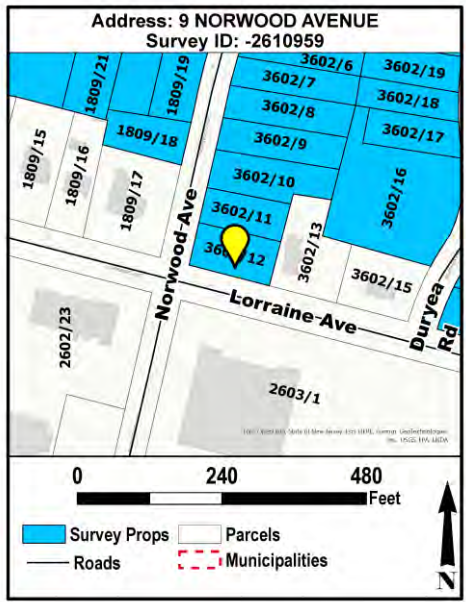 Address: 9 NORWOOD AVENUE
Survey ID: -2610959
3602/6
3602/19
1809/21
1809/19
3602/7
3602/18
3602/8
3602/17
1809/18
3602/9
1809/15
1809/16
1809/17
3602/10
3602/16
3602/11
3602/12
3602/13
3602/15
Norwood Ave
Lorraine Ave
Duryea Rd
2602/23
2603/1
0 240 480
Feet
Survey Props
Parcels
Roads
Municipalities
N